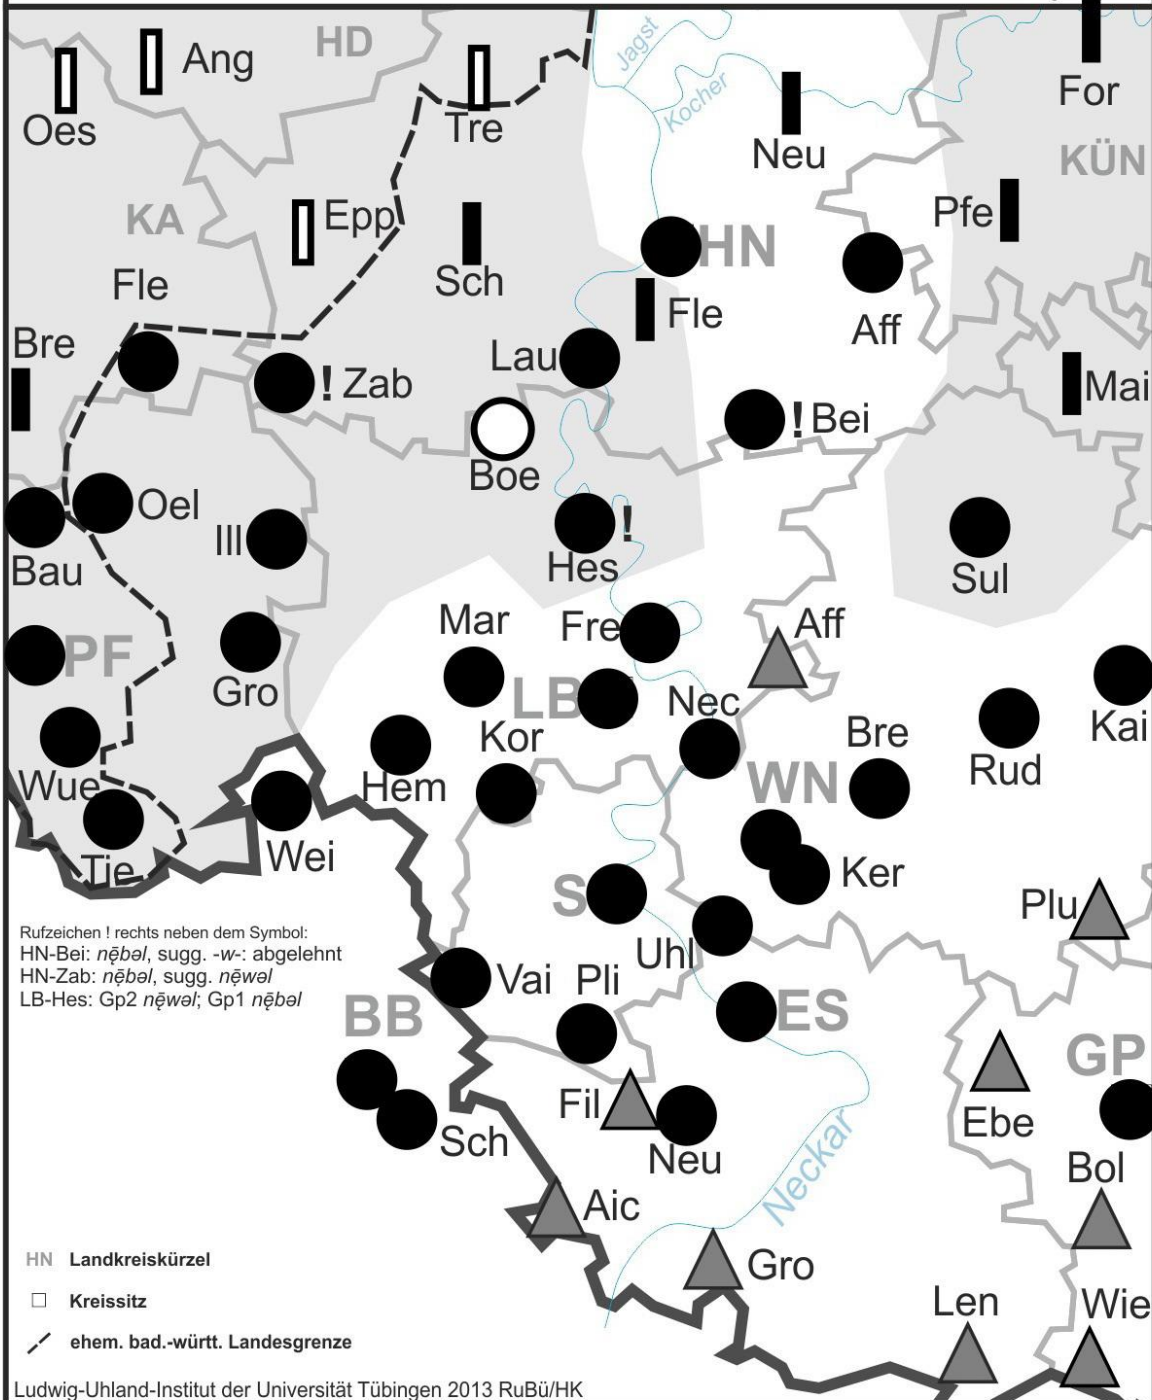 Jagst
HD
Ang
Kocher
For
Oes
Tre
Neu
KÜN
KA
Epp
Pfe
HN
Sch
Fle
Fle
Aff
Bre
Lau
! Zab
Mai
! Bei
Boe
Oel
Ill
!
Bau
Hes
Sul
Mar
Fre
Aff
PF
Gro
LB
Nec
Kor
Bre
Kai
Wue
Hem
WN
Rud
Tie
Wei
Ker
S
Plu
Rufzeichen ! rechts neben dem Symbol:
HN-Bei: nę̄bəl, sugg. -w-: abgelehnt
HN-Zab: nę̄bəl, sugg. nę̄wəl
LB-Hes: Gp2 nę̄wəl; Gp1 nę̄bəl
Uhl
Vai
Pli
BB
ES
GP
Fil
Ebe
Sch
Neu
Neckar
Bol
Aic
Gro
HN Landkreiskürzel
Kreissitz
Len
Wie
ehem. bad.-württ. Landesgrenze
Ludwig-Uhland-Institut der Universität Tübingen 2013 RuBü/HK